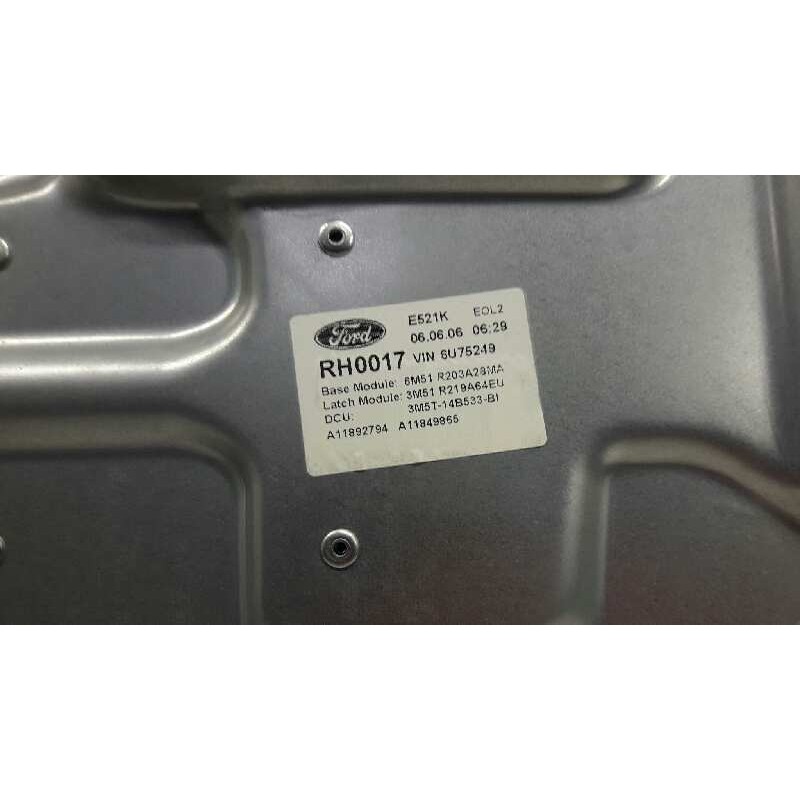 Ford E521K EOL2
06.06.06 06:29
RH0017 VIN 6U75249
Base Module: 6M51 R203A28MA
Latch Module: 3M51 R219A64EU
DCU: 3M5T-14B533-BI
A11892794 A11849865